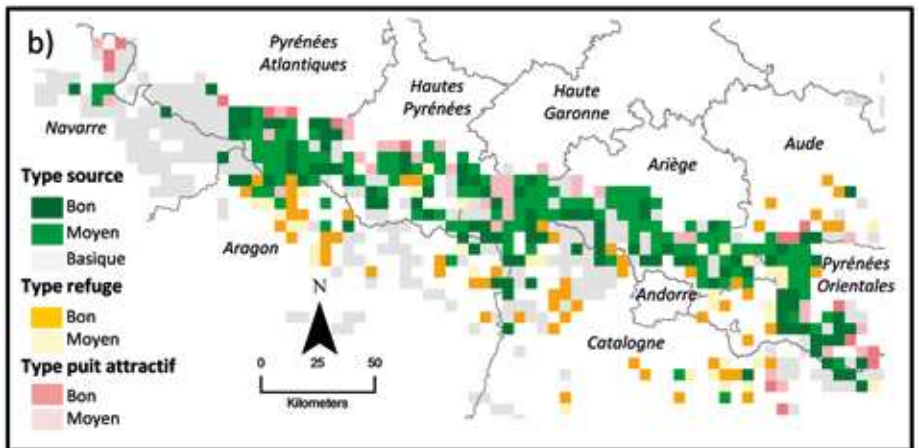 b)
Pyrénées
Atlantiques
Hautes
Pyrénées
Haute
Garonne
Aude
Navarre
Ariège
Type source
Bon
Moyen
Basique
Aragon
Pyrénées
Orientales
Andorre
Type refuge
Bon
Moyen
N
Catalogne
Type puit attractif
0 25 50
Bon
Moyen
Kilometers